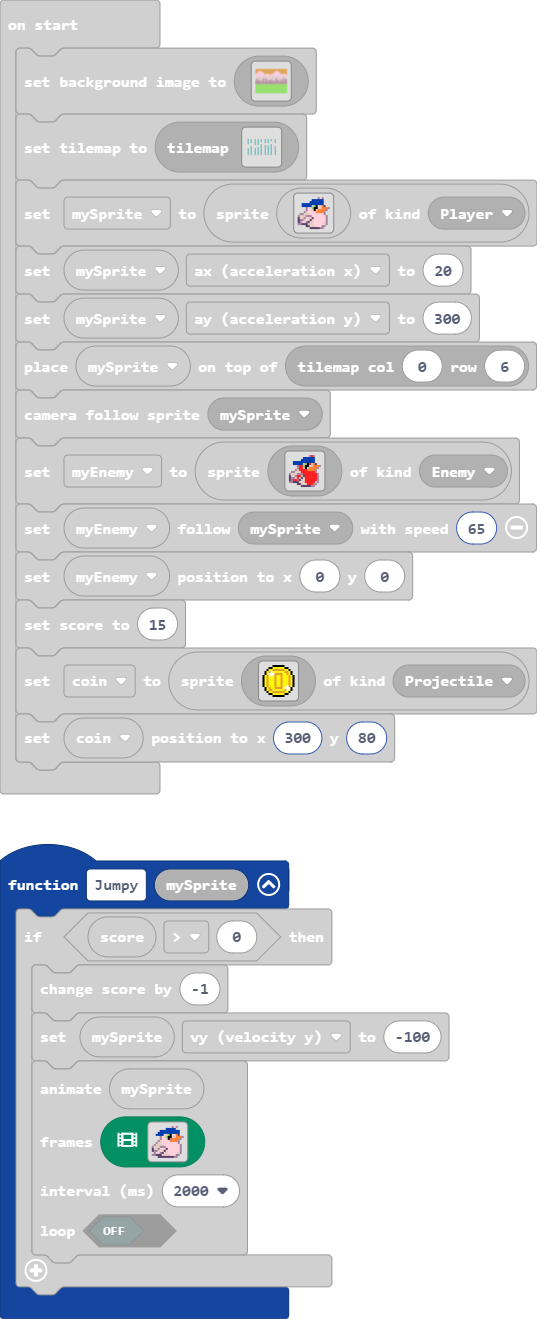 on start
set background image to
set tilemap to tilemap
set mySprite to sprite of kind Player
set mySprite ax (acceleration x) to 20
set mySprite ay (acceleration y) to 300
place mySprite on top of tilemap col 0 row 6
camera follow sprite mySprite
set myEnemy to sprite of kind Enemy
set myEnemy follow mySprite with speed 65
set myEnemy position to x 0 y 0
set score to 15
set coin to sprite of kind Projectile
set coin position to x 300 y 80
function Jumpy mySprite
if score > 0 then
change score by -1
set mySprite vy (velocity y) to -100
animate mySprite
frames
interval (ms) 2000
loop OFF